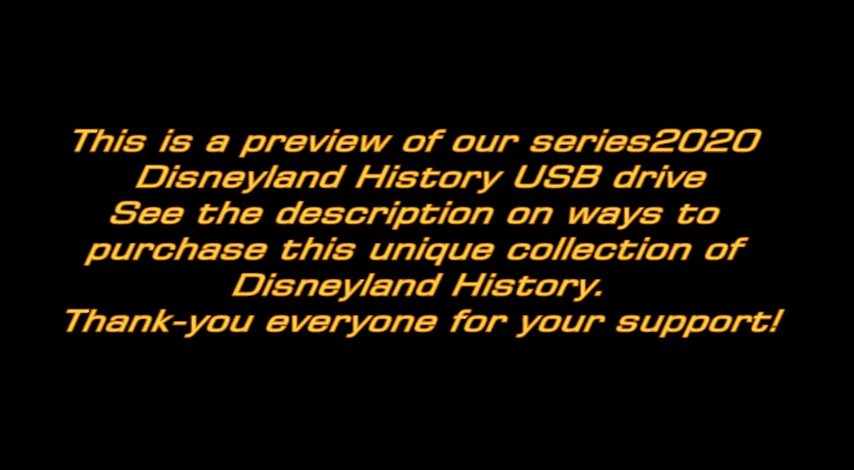 This is a preview of our series2020
Disneyland History USB drive
See the description on ways to
purchase this unique collection of
Disneyland History.
Thank-you everyone for your support!